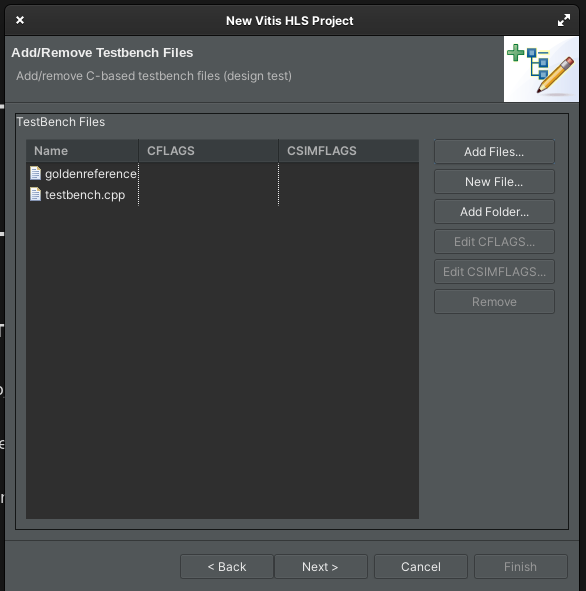 New Vitis HLS Project
Add/Remove Testbench Files
Add/remove C-based testbench files (design test)
TestBench Files
Name CFLAGS CSIMFLAGS
goldenreference
testbench.cpp
Add Files...
New File...
Add Folder...
Edit CFLAGS...
Edit CSIMFLAGS...
Remove
< Back Next > Cancel Finish